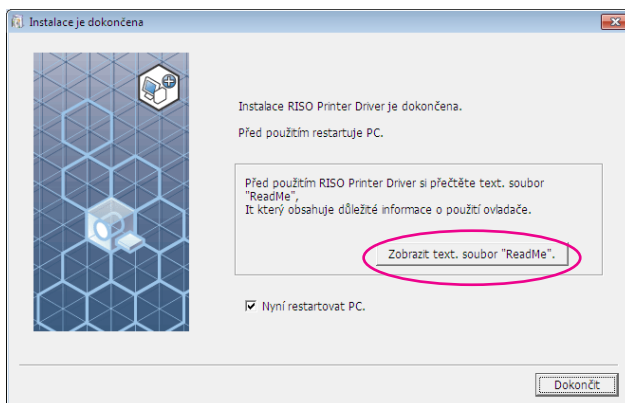 Instalace je dokončena
Instalace RISO Printer Driver je dokončena.
Před použitím restartuje PC.
Před použitím RISO Printer Driver si přečtěte text. soubor
"ReadMe",
It který obsahuje důležité informace o použití ovladače.
Zobrazit text. soubor "ReadMe".
Nyní restartovat PC.
Dokončit